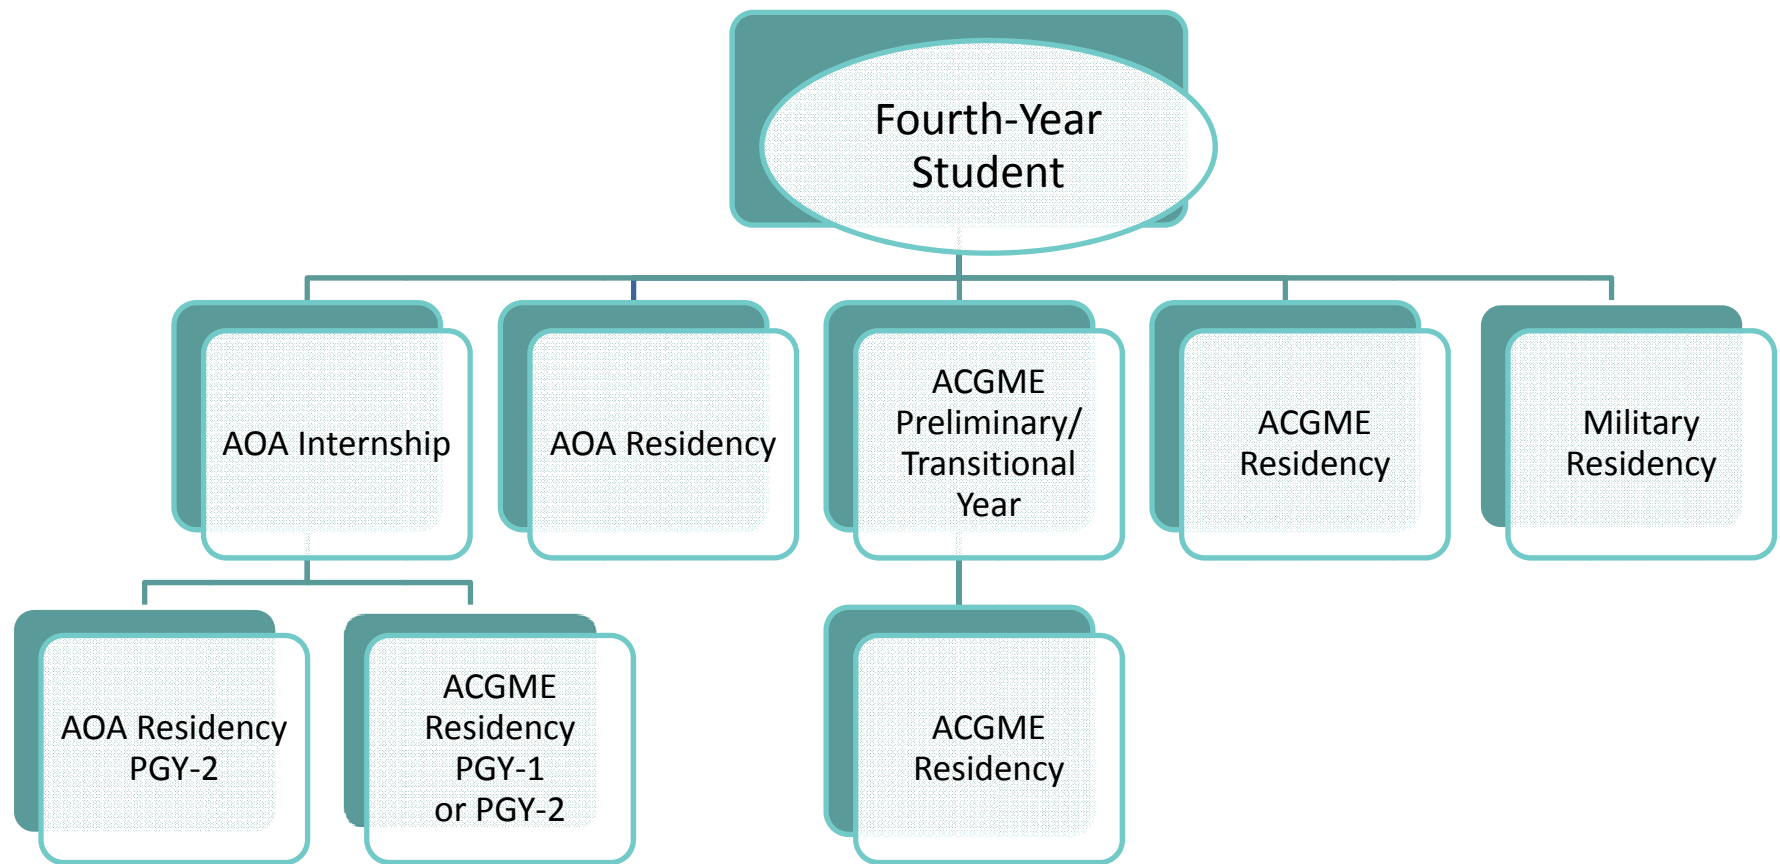 Fourth-Year
Student
AOA Internship
AOA Residency
ACGME
Preliminary/
Transitional
Year
ACGME
Residency
Military
Residency
AOA Residency
PGY-2
ACGME
Residency
PGY-1
or PGY-2
ACGME
Residency